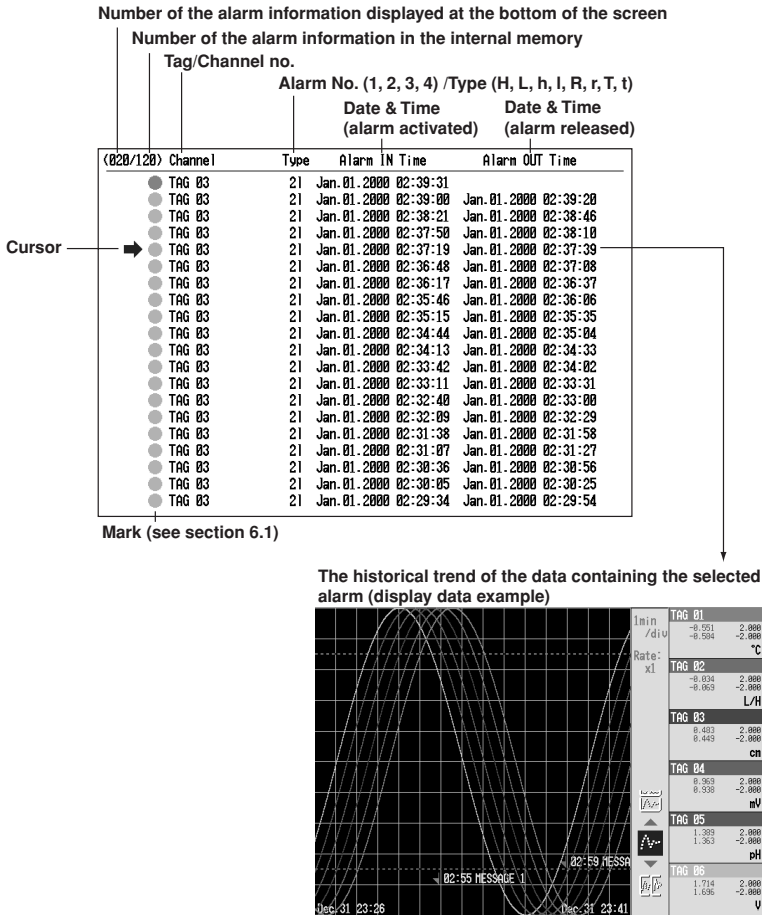 Number of the alarm information displayed at the bottom of the screen
Number of the alarm information in the internal memory
Tag/Channel no.
Alarm No. (1, 2, 3, 4) /Type (H, L, h, l, R, r, T, t)
Date & Time
(alarm activated)
Date & Time
(alarm released)
(020/120) Channel Type Alarm IN Time Alarm OUT Time
TAG 03 2l Jan.01.2000 02:39:31
TAG 03 2l Jan.01.2000 02:39:00 Jan.01.2000 02:39:20
TAG 03 2l Jan.01.2000 02:38:21 Jan.01.2000 02:38:46
TAG 03 2l Jan.01.2000 02:37:50 Jan.01.2000 02:38:10
Cursor TAG 03 2l Jan.01.2000 02:37:19 Jan.01.2000 02:37:39
TAG 03 2l Jan.01.2000 02:36:48 Jan.01.2000 02:37:08
TAG 03 2l Jan.01.2000 02:36:17 Jan.01.2000 02:36:37
TAG 03 2l Jan.01.2000 02:35:46 Jan.01.2000 02:36:06
TAG 03 2l Jan.01.2000 02:35:15 Jan.01.2000 02:35:35
TAG 03 2l Jan.01.2000 02:34:44 Jan.01.2000 02:35:04
TAG 03 2l Jan.01.2000 02:34:13 Jan.01.2000 02:34:33
TAG 03 2l Jan.01.2000 02:33:42 Jan.01.2000 02:34:02
TAG 03 2l Jan.01.2000 02:33:11 Jan.01.2000 02:33:31
TAG 03 2l Jan.01.2000 02:32:40 Jan.01.2000 02:33:00
TAG 03 2l Jan.01.2000 02:32:09 Jan.01.2000 02:32:29
TAG 03 2l Jan.01.2000 02:31:38 Jan.01.2000 02:31:58
TAG 03 2l Jan.01.2000 02:31:07 Jan.01.2000 02:31:27
TAG 03 2l Jan.01.2000 02:30:36 Jan.01.2000 02:30:56
TAG 03 2l Jan.01.2000 02:30:05 Jan.01.2000 02:30:25
TAG 03 2l Jan.01.2000 02:29:34 Jan.01.2000 02:29:54
Mark (see section 6.1)
The historical trend of the data containing the selected
alarm (display data example)
1min
/div
Rate:
x1
TAG 01
-0.551 2.000
-0.584 -2.000
°C
TAG 02
-0.034 2.000
-0.069 -2.000
L/H
TAG 03
0.483 2.000
0.449 -2.000
cm
TAG 04
0.969 2.000
0.938 -2.000
mV
TAG 05
1.389 2.000
1.363 -2.000
pH
TAG 06
1.714 2.000
1.696 -2.000
V
02:59 MESSA
02:55 MESSAGE 1
Dec.31 23:26
Dec.31 23:41